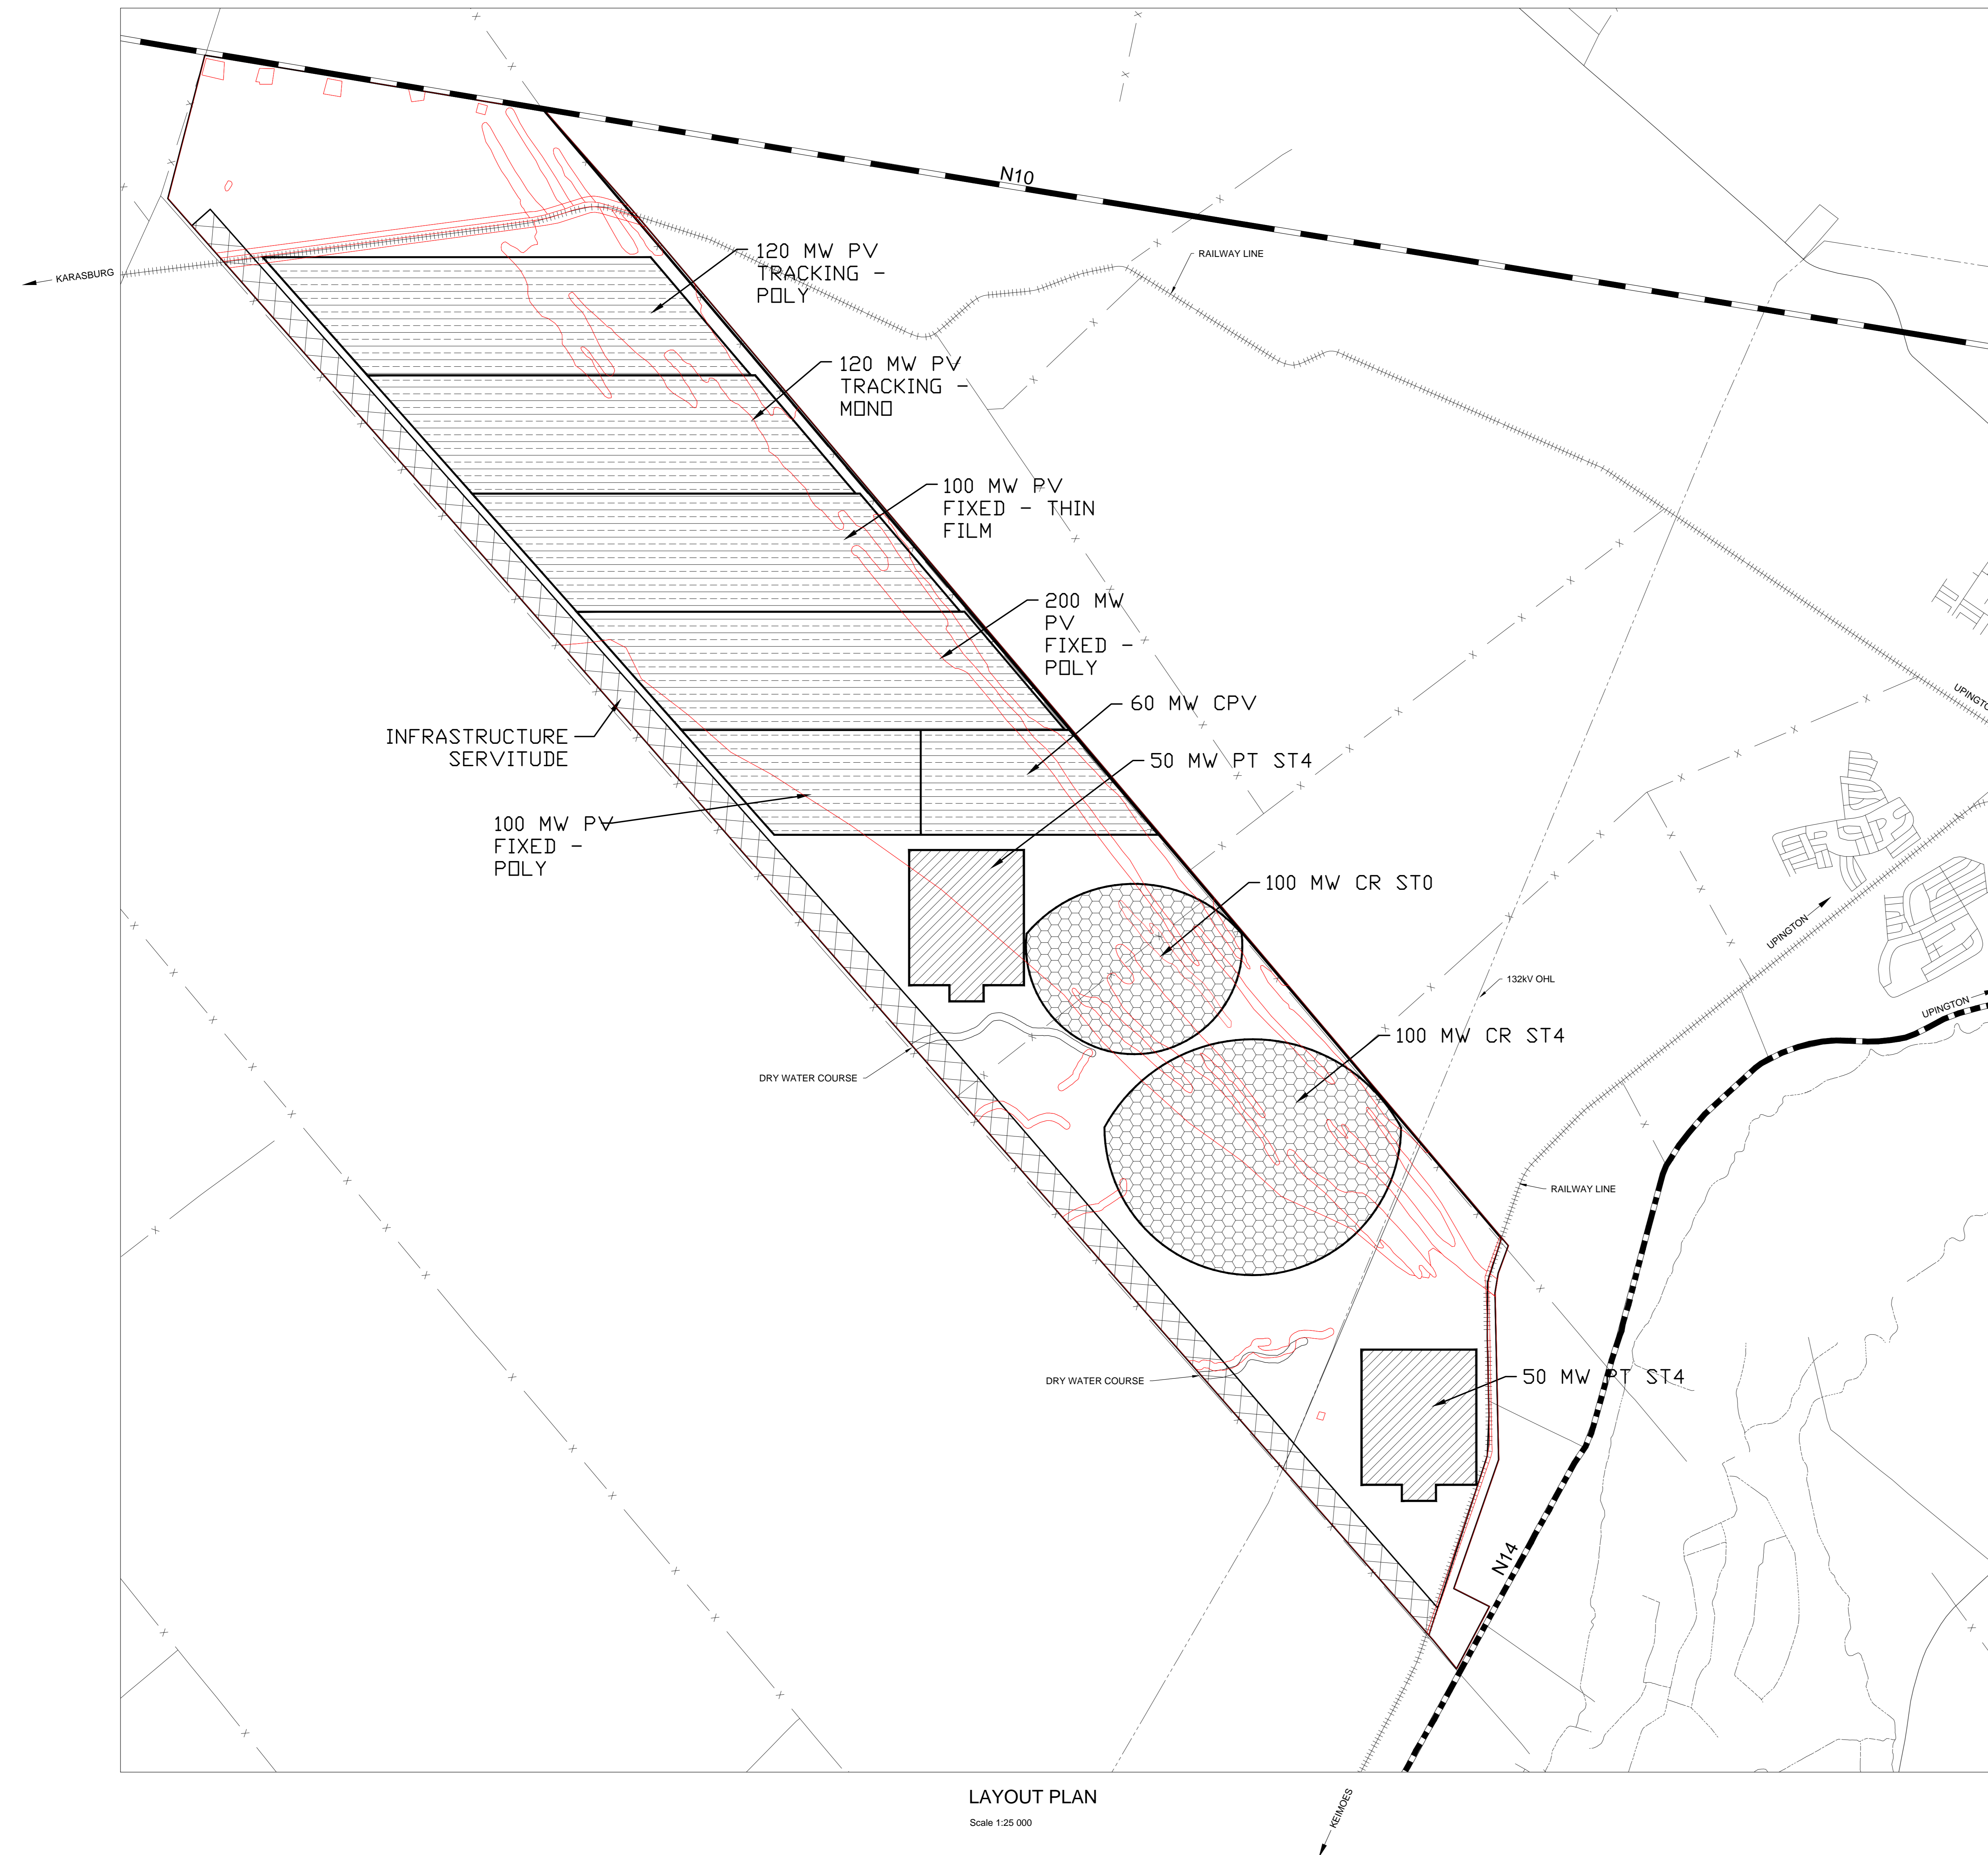 N10
RAILWAY LINE
KARASBURG
120 MW PV
TRACKING -
POLY
120 MW PV
TRACKING -
MONO
100 MW PV
FIXED - THIN
FILM
200 MW
PV
FIXED -
POLY
60 MW CPV
50 MW PT ST4
INFRASTRUCTURE
SERVITUDE
100 MW PV
FIXED -
POLY
100 MW CR ST0
UPINGTON
UPINGTON
132kV OHL
100 MW CR ST4
DRY WATER COURSE
RAILWAY LINE
DRY WATER COURSE
50 MW PT ST4
N14
KEIMOES
LAYOUT PLAN
Scale 1:25 000